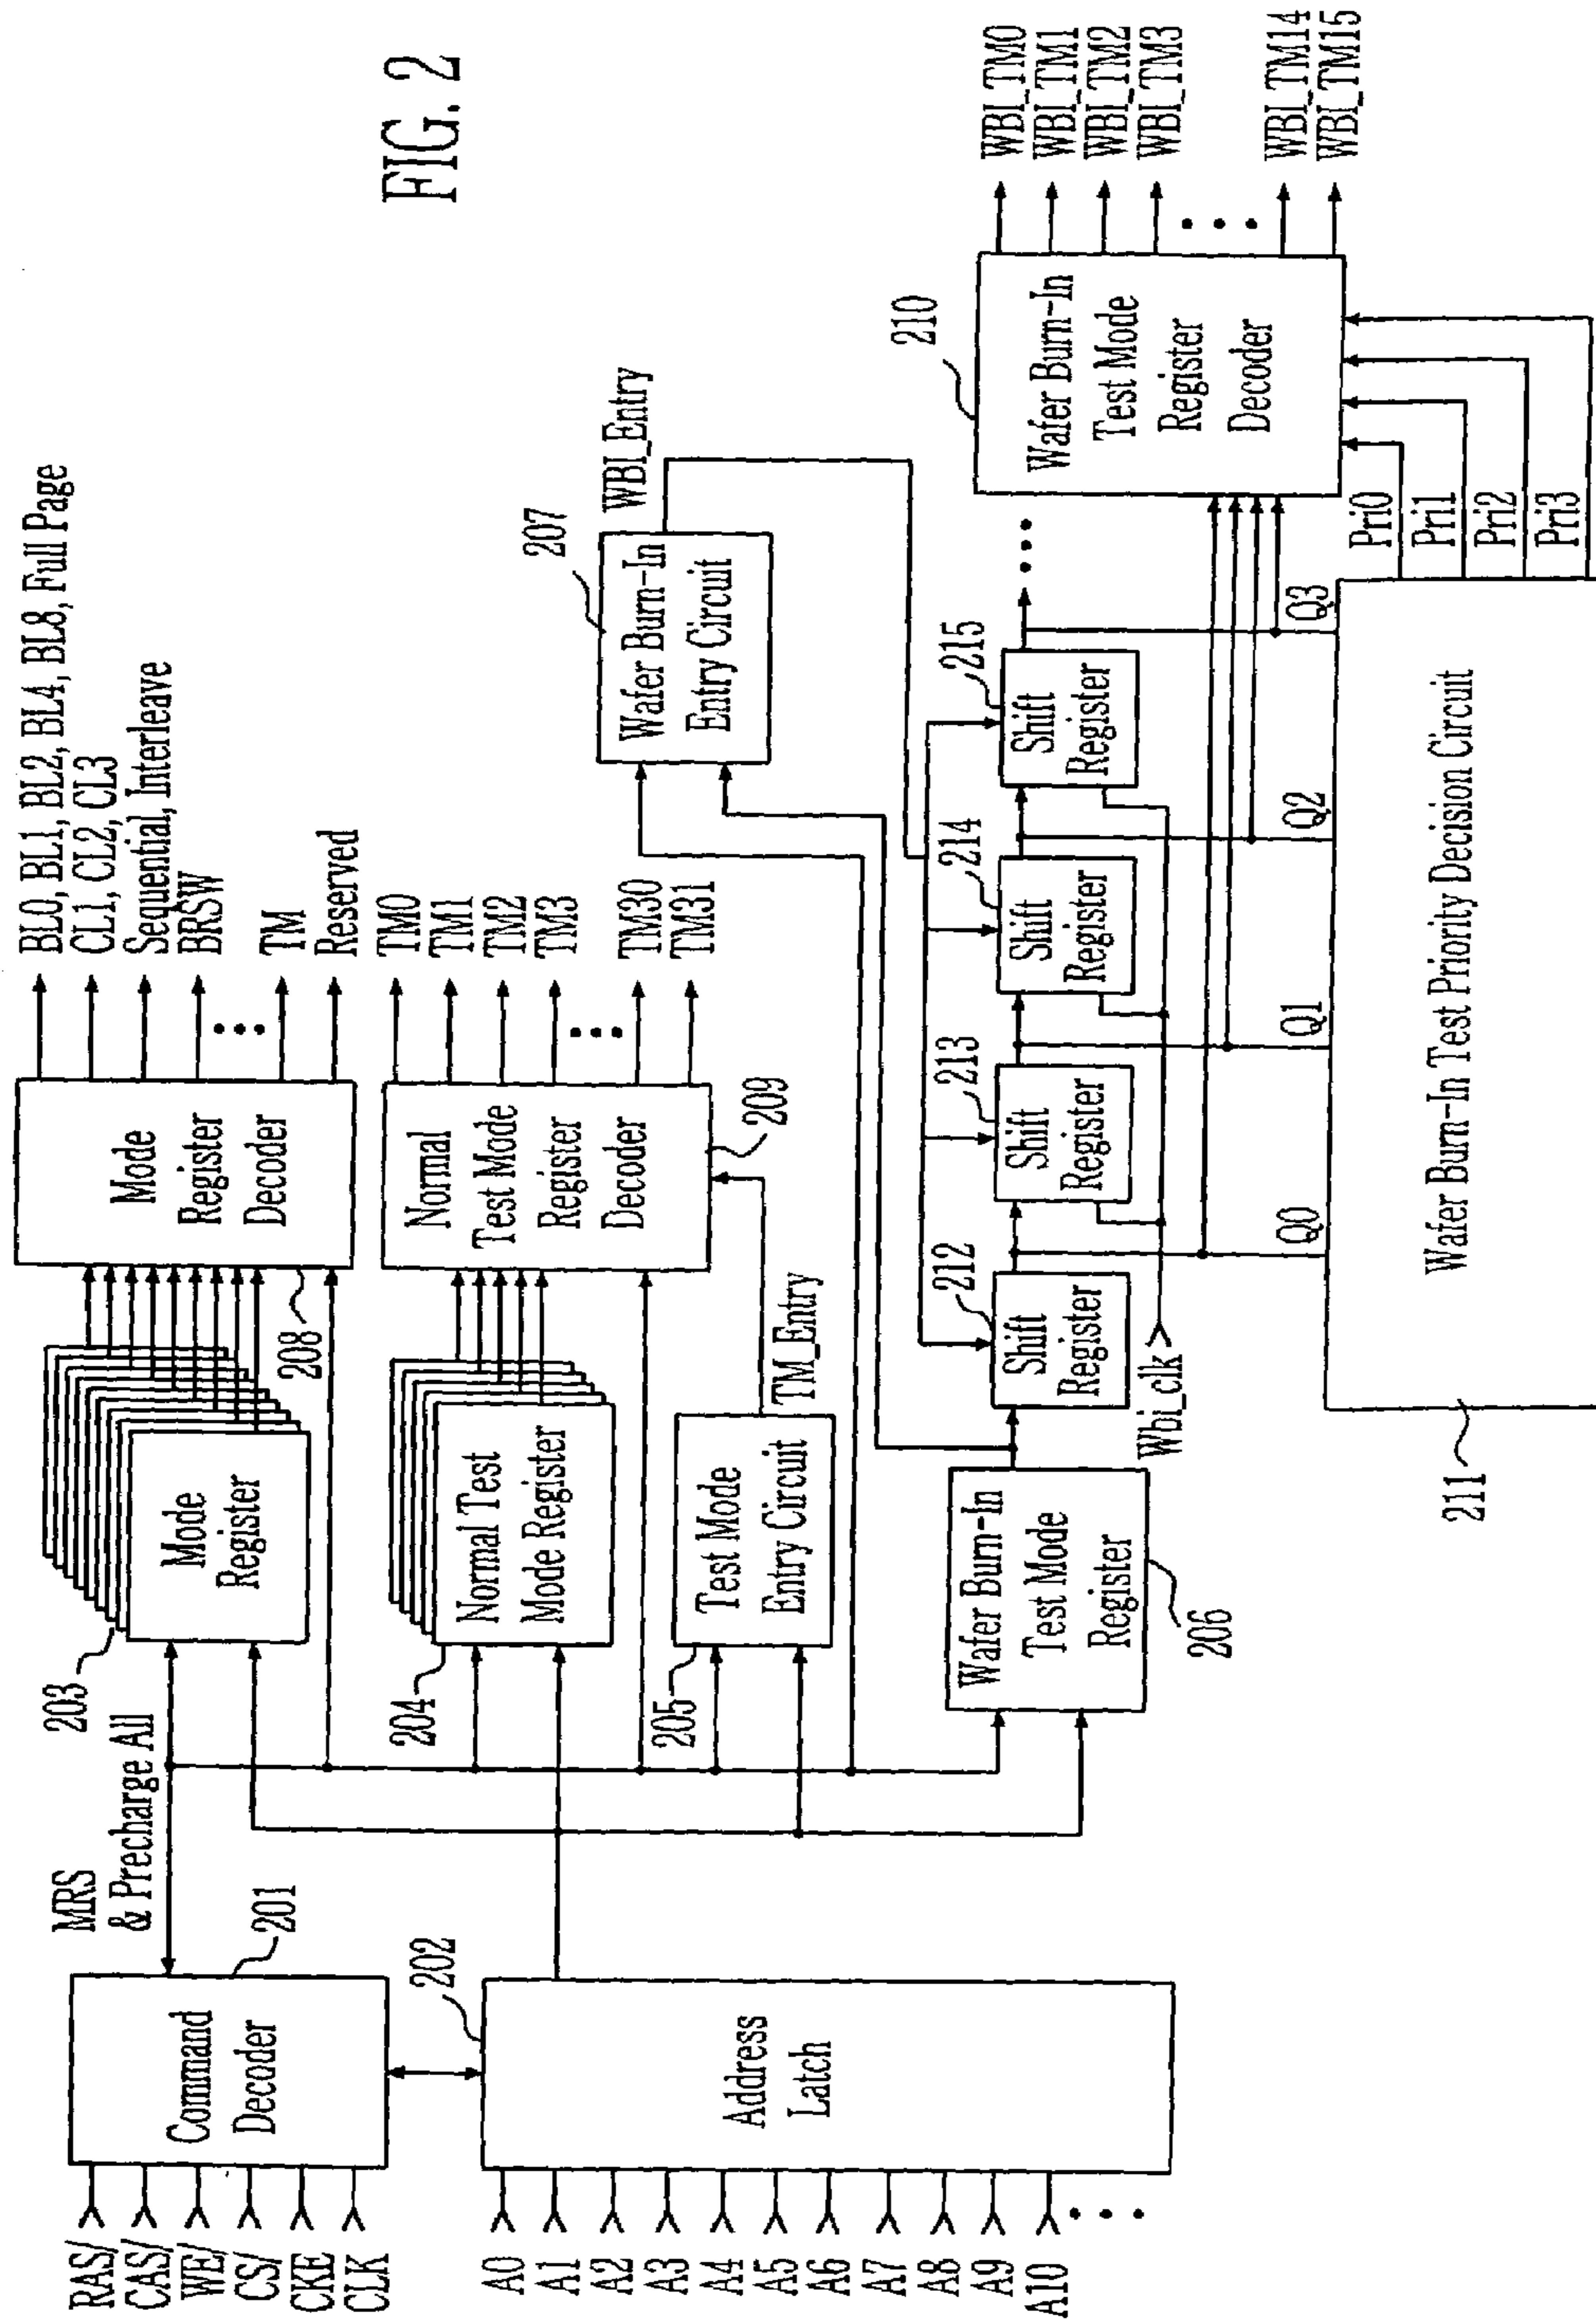 FIG. 2
RAS/
CAS/
WE/
CS/
CKE
CLK
Command
Decoder
201
MRS
& Precharge All
A0
A1
A2
A3
A4
A5
A6
A7
A8
A9
A10
Address
Latch
202
203
Mode
Register
208
Mode
Register
Decoder
BL0, BL1, BL2, BL4, BL8, Full Page
CL1, CL2, CL3
Sequential, Interleave
BRSW
TM
Reserved
204
Normal Test
Mode Register
Normal
Test Mode
Register
Decoder
209
TM0
TM1
TM2
TM3
TM30
TM31
205
Test Mode
Entry Circuit
TM_Entry
207
Wafer Burn-In
Entry Circuit
WBI_Entry
Wafer Burn-In
Test Mode
Register
206
212
Shift
Register
213
Shift
Register
214
Shift
Register
215
Shift
Register
Wbi_clk
Q0
Q1
Q2
Q3
210
Wafer Burn-In
Test Mode
Register
Decoder
WBI_TM0
WBI_TM1
WBI_TM2
WBI_TM3
WBI_TM14
WBI_TM15
Pri0
Pri1
Pri2
Pri3
211
Wafer Burn-In Test Priority Decision Circuit